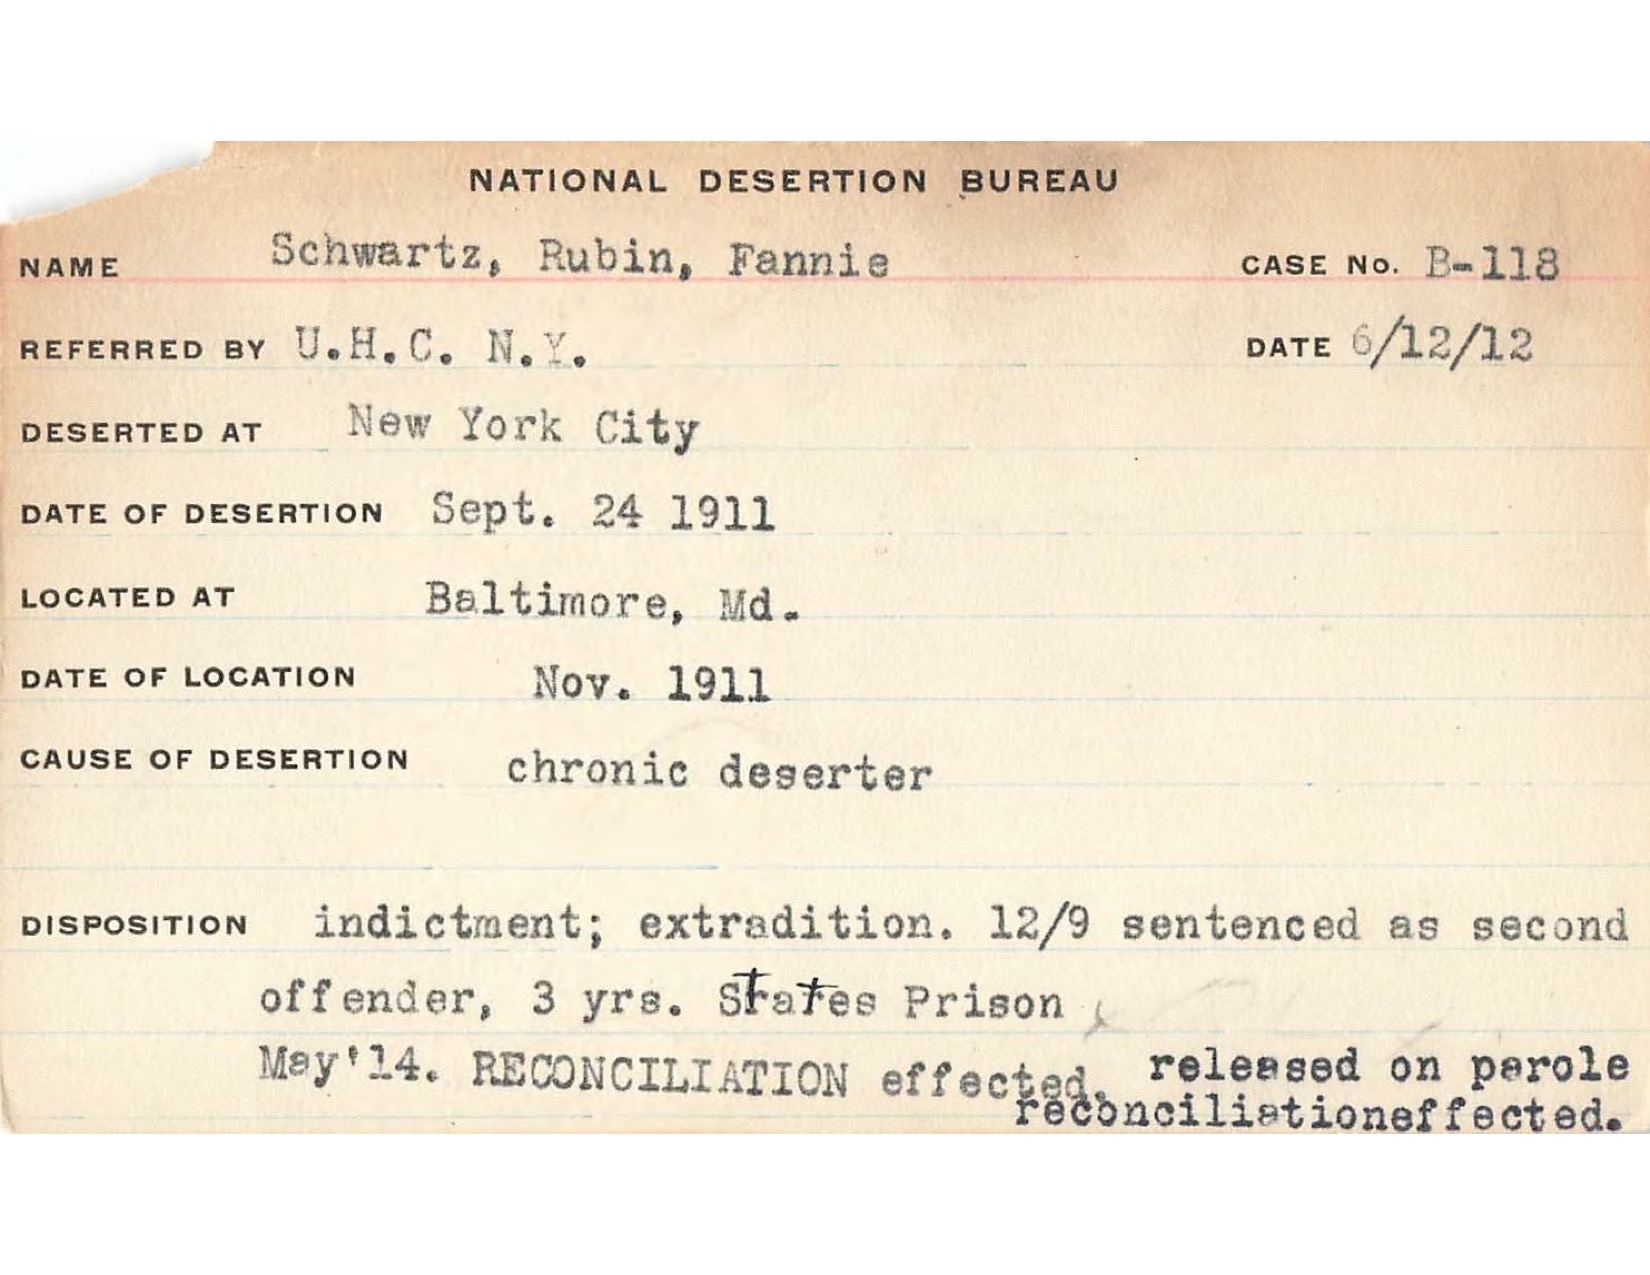 NATIONAL DESERTION BUREAU
NAME Schwartz, Rubin, Fannie CASE No. B-118
REFERRED BY U.H.C. N.Y. DATE 6/12/12
DESERTED AT New York City
DATE OF DESERTION Sept. 24 1911
LOCATED AT Baltimore, Md.
DATE OF LOCATION Nov. 1911
CAUSE OF DESERTION chronic deserter
DISPOSITION indictment; extradition. 12/9 sentenced as second
offender, 3 yrs. States Prison
May'14. RECONCILIATION effected. released on parole
reconciliationeffected.